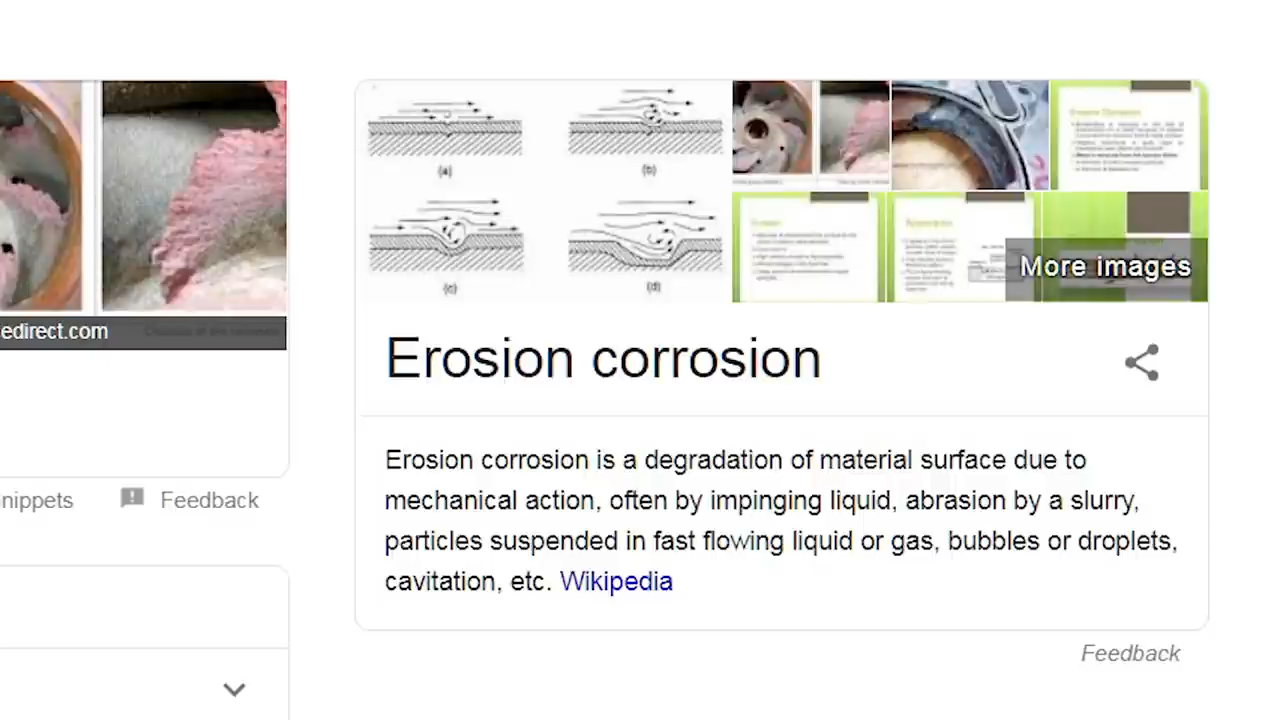 (a)
(b)
(c)
(d)
More images
edirect.com
Erosion corrosion
Erosion corrosion is a degradation of material surface due to
mechanical action, often by impinging liquid, abrasion by a slurry,
particles suspended in fast flowing liquid or gas, bubbles or droplets,
cavitation, etc. Wikipedia
nippets
Feedback
Feedback